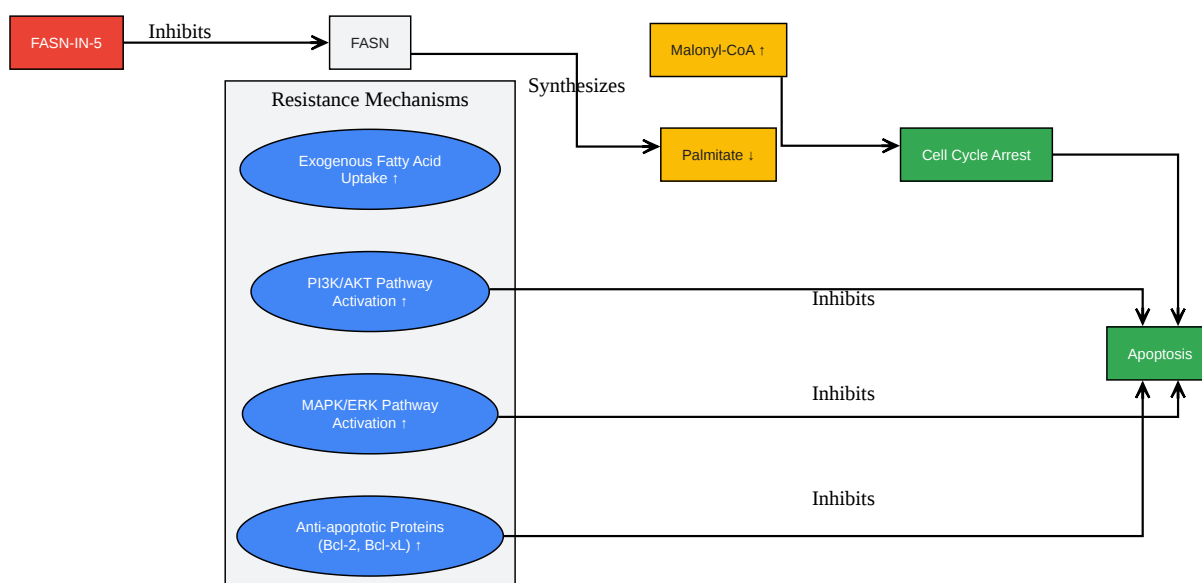 FASN-IN-5
Inhibits
FASN
Malonyl-CoA ↑
Synthesizes
Resistance Mechanisms
Palmitate ↓
Cell Cycle Arrest
Exogenous Fatty Acid
Uptake ↑
PI3K/AKT Pathway
Activation ↑
Inhibits
Apoptosis
MAPK/ERK Pathway
Activation ↑
Inhibits
Anti-apoptotic Proteins
(Bcl-2, Bcl-xL) ↑
Inhibits